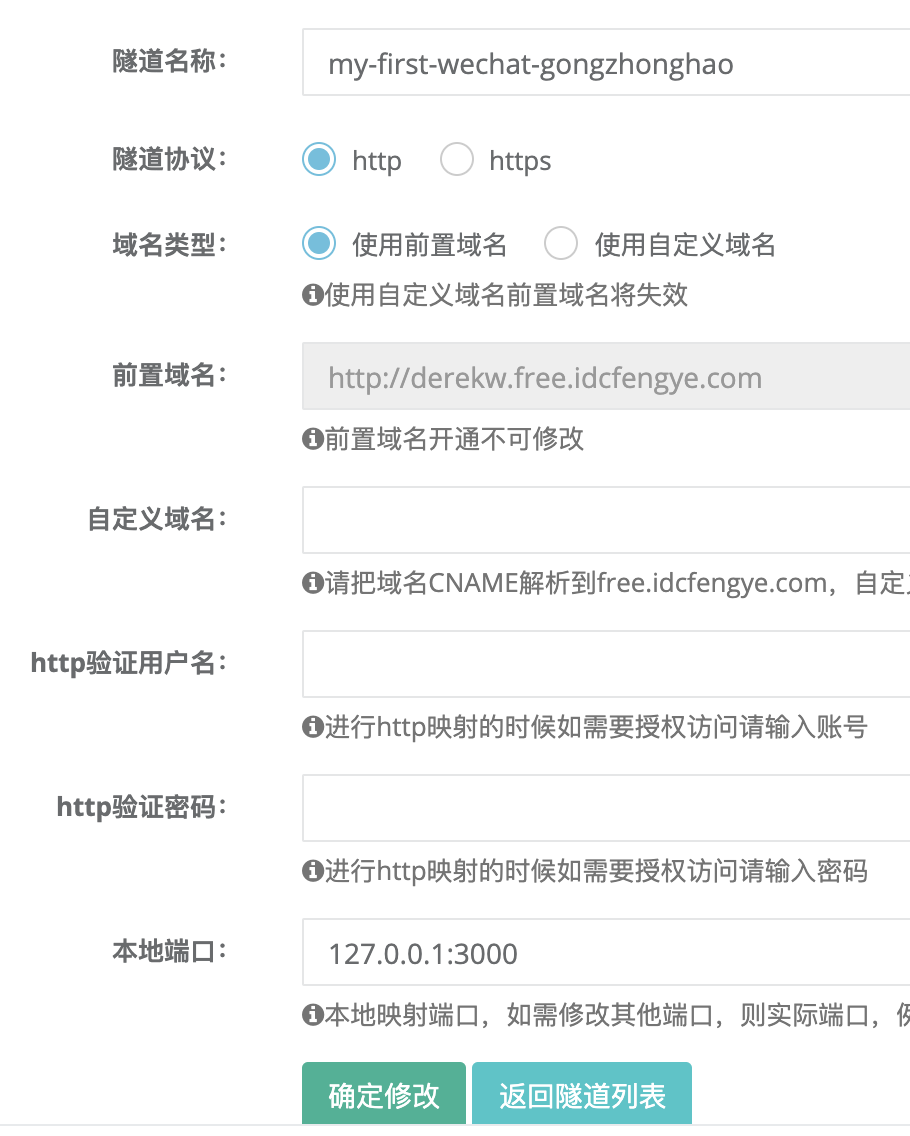 隧道名称： my-first-wechat-gongzhonghao
隧道协议： http https
域名类型： 使用前置域名 使用自定义域名
使用自定义域名前置域名将失效
前置域名： http://derekw.free.idcfengye.com
前置域名开通不可修改
自定义域名：
请把域名CNAME解析到free.idcfengye.com，自定义
http验证用户名：
进行http映射的时候如需要授权访问请输入账号
http验证密码：
进行http映射的时候如需要授权访问请输入密码
本地端口： 127.0.0.1:3000
本地映射端口，如需修改其他端口，则实际端口，例
确定修改 返回隧道列表